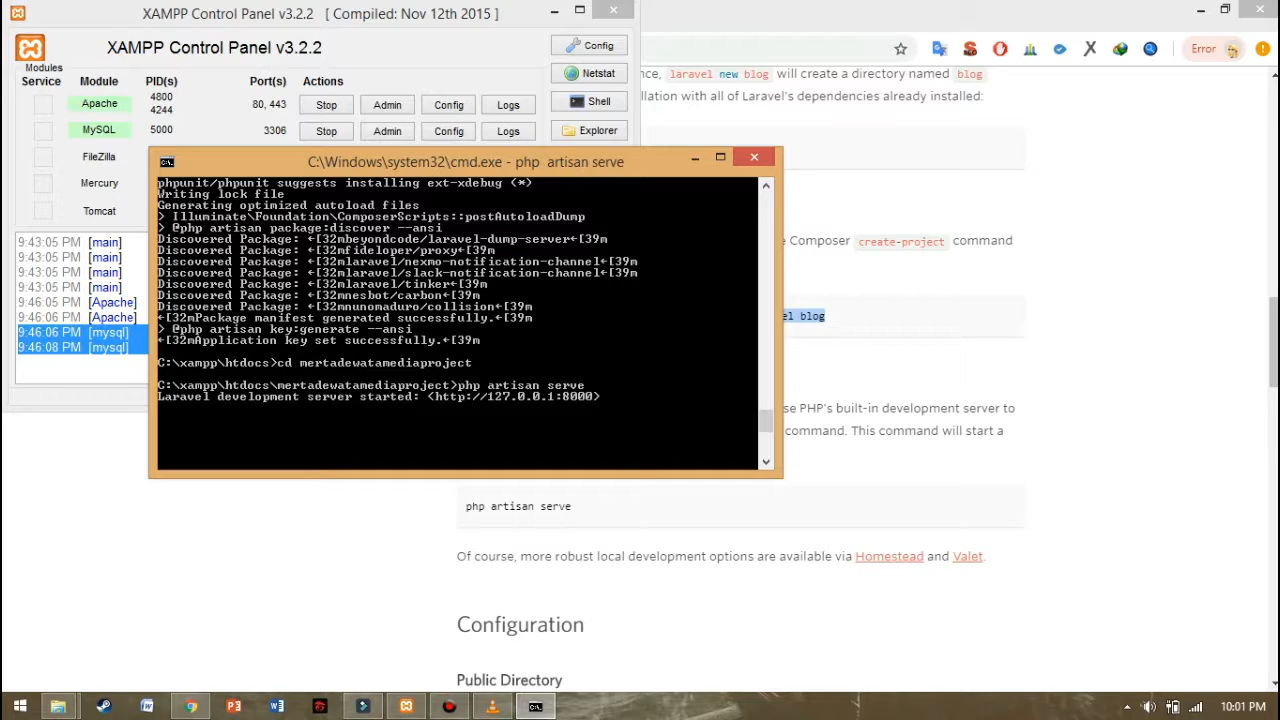 XAMPP Control Panel v3.2.2 [ Compiled: Nov 12th 2015 ]
XAMPP Control Panel v3.2.2
Config
Modules
Service Module PID(s) Port(s) Actions
Netstat
Apache 4800 4244 80, 443 Stop Admin Config Logs
Shell
MySQL 5000 3306 Stop Admin Config Logs
Explorer
FileZilla
Mercury
Tomcat
9:43:05 PM [main]
9:43:05 PM [main]
9:43:05 PM [main]
9:43:05 PM [main]
9:46:05 PM [Apache]
9:46:06 PM [Apache]
9:46:06 PM [mysql]
9:46:08 PM [mysql]
C:\Windows\system32\cmd.exe - php artisan serve
phpunit/phpunit suggests installing ext-xdebug (*)
Writing lock file
Generating optimized autoload files
> Illuminate\Foundation\ComposerScripts::postAutoloadDump
> @php artisan package:discover --ansi
Discovered Package: ←[32mbeyondcode/laravel-dump-server←[39m
Discovered Package: ←[32mfideloper/proxy←[39m
Discovered Package: ←[32mlaravel/nexmo-notification-channel←[39m
Discovered Package: ←[32mlaravel/slack-notification-channel←[39m
Discovered Package: ←[32mlaravel/tinker←[39m
Discovered Package: ←[32mnesbot/carbon←[39m
Discovered Package: ←[32mnunomaduro/collision←[39m
←[32mPackage manifest generated successfully.←[39m
> @php artisan key:generate --ansi
←[32mApplication key set successfully.←[39m
C:\xampp\htdocs>cd mertadewatamediaproject
C:\xampp\htdocs\mertadewatamediaproject>php artisan serve
Laravel development server started: <http://127.0.0.1:8000>
Error
nce, laravel new blog will create a directory named blog
llation with all of Laravel's dependencies already installed:
e Composer create-project command
el blog
se PHP's built-in development server to
command. This command will start a
php artisan serve
Of course, more robust local development options are available via Homestead and Valet.
Configuration
Public Directory
10:01 PM